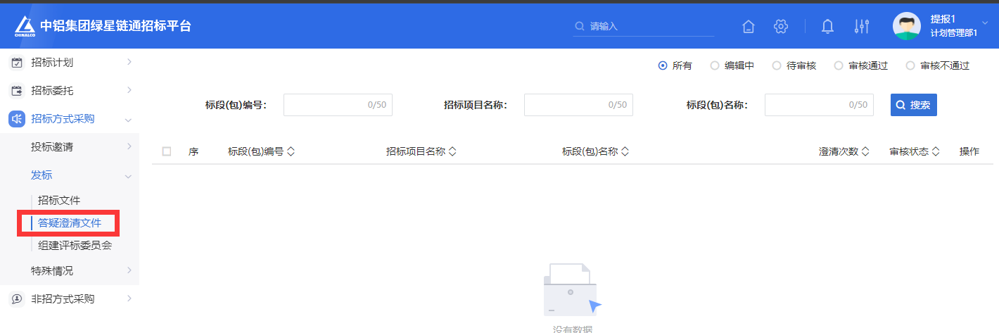 中铝集团绿星链通招标平台
CHINALCO
请输入
提报1
计划管理部1
招标计划
招标委托
招标方式采购
投标邀请
发标
招标文件
答疑澄清文件
组建评标委员会
特殊情况
非招方式采购
所有 编辑中 待审核 审核通过 审核不通过
标段(包)编号： 0/50 招标项目名称： 0/50 标段(包)名称： 0/50 搜索
序 标段(包)编号 招标项目名称 标段(包)名称 澄清次数 审核状态 操作
没有数据